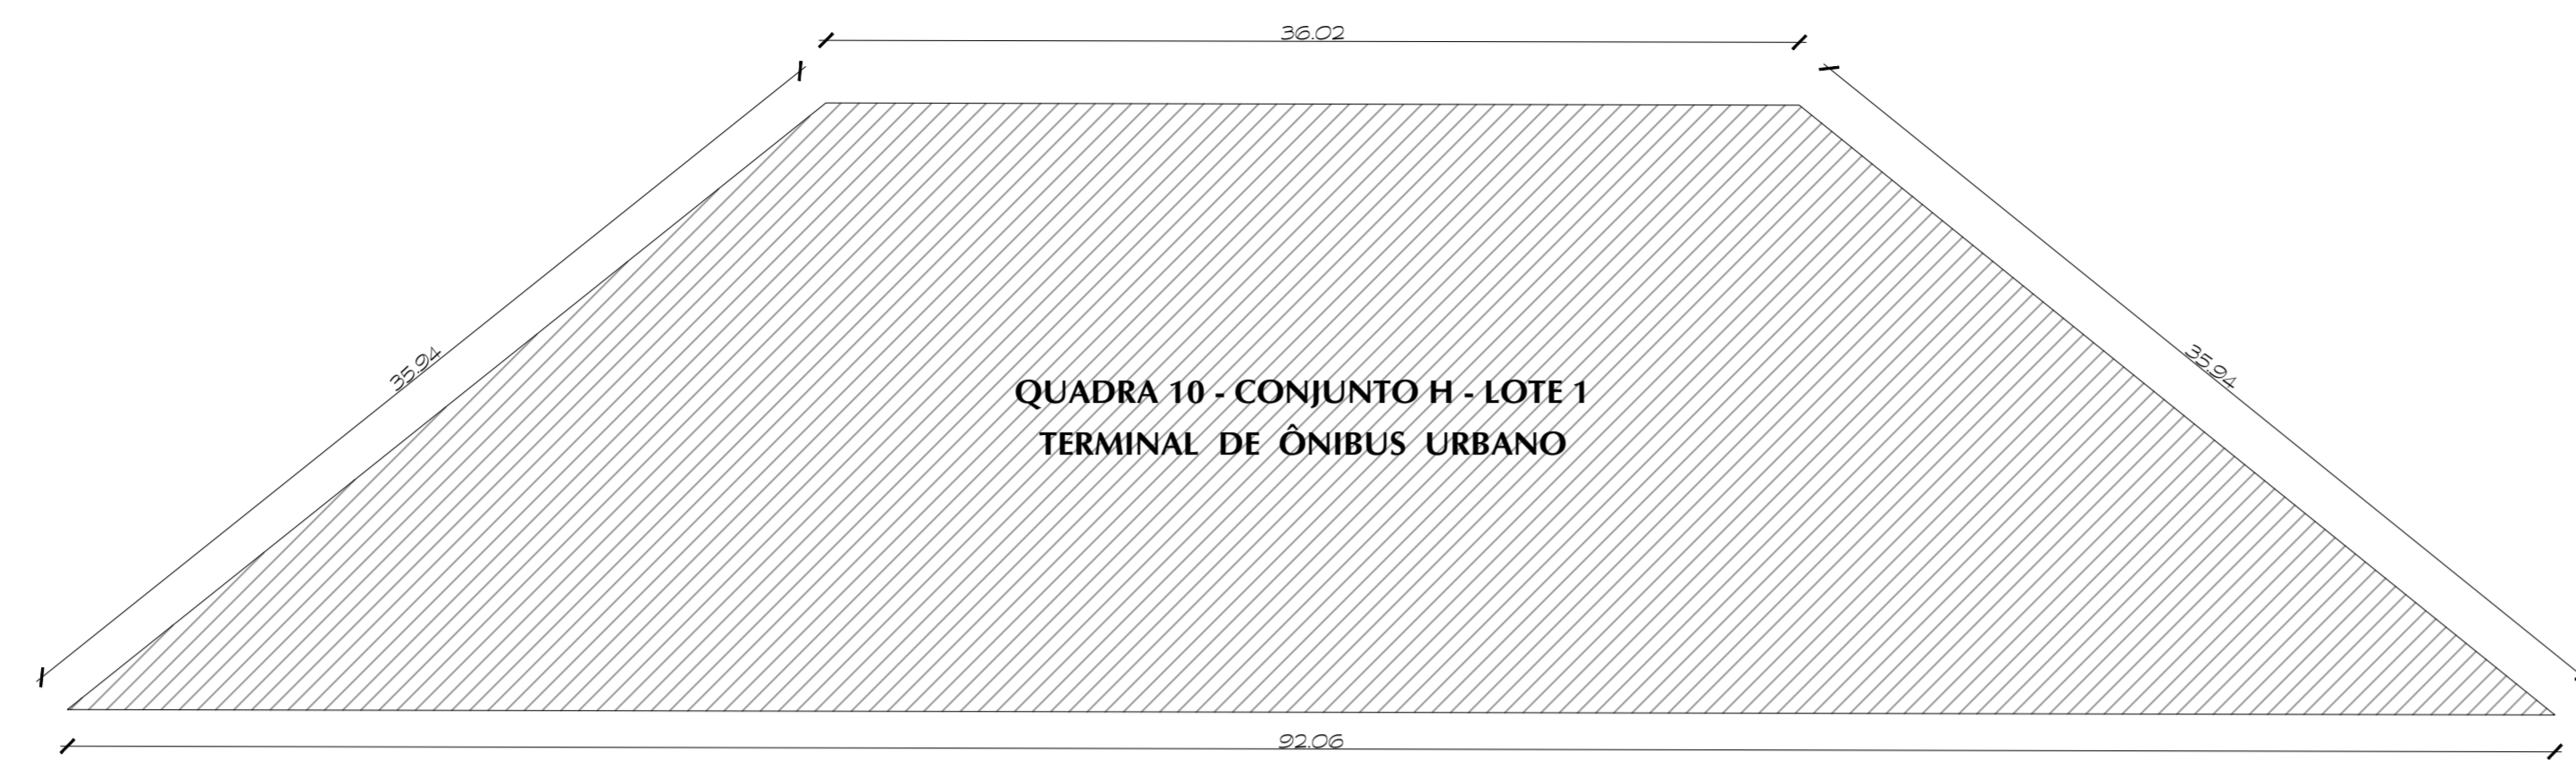 36.02
35.94
35.94
QUADRA 10 - CONJUNTO H - LOTE 1
TERMINAL DE ÔNIBUS URBANO
92.06